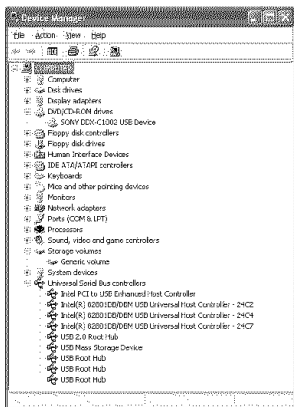 Device Manager
File Action View Help
COMPUTER
Computer
Disk drives
Display adapters
DVD/CD-ROM drives
SONY DDX-C1002 USB Device
Floppy disk controllers
Floppy disk drives
Human Interface Devices
IDE ATA/ATAPI controllers
Keyboards
Mice and other pointing devices
Monitors
Network adapters
Ports (COM & LPT)
Processors
Sound, video and game controllers
Storage volumes
Generic volume
System devices
Universal Serial Bus controllers
Intel PCI to USB Enhanced Host Controller
Intel(R) 82801DB/DBM USB Universal Host Controller - 24C2
Intel(R) 82801DB/DBM USB Universal Host Controller - 24C4
Intel(R) 82801DB/DBM USB Universal Host Controller - 24C7
USB 2.0 Root Hub
USB Mass Storage Device
USB Root Hub
USB Root Hub
USB Root Hub